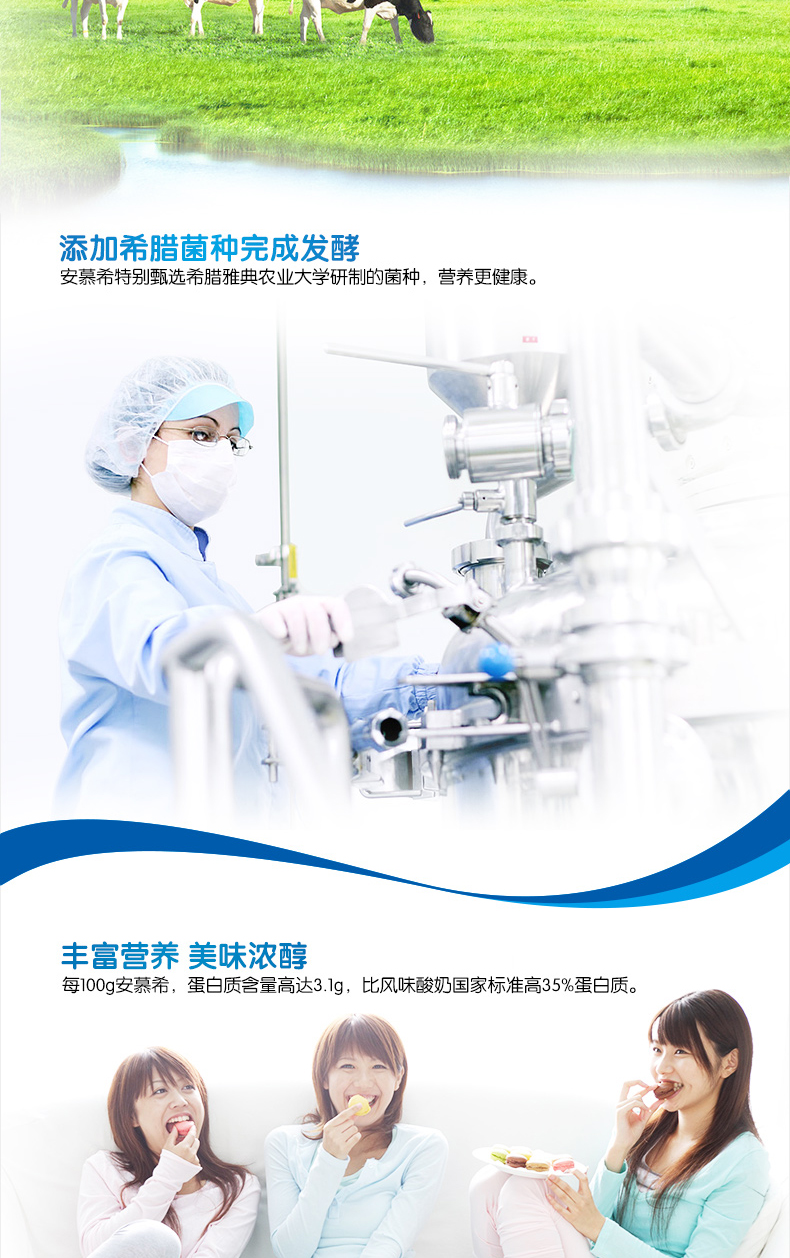 添加希腊菌种完成发酵
安慕希特别甄选希腊雅典农业大学研制的菌种，营养更健康。
丰富营养 美味浓醇
每100g安慕希，蛋白质含量高达3.1g，比风味酸奶国家标准高35%蛋白质。